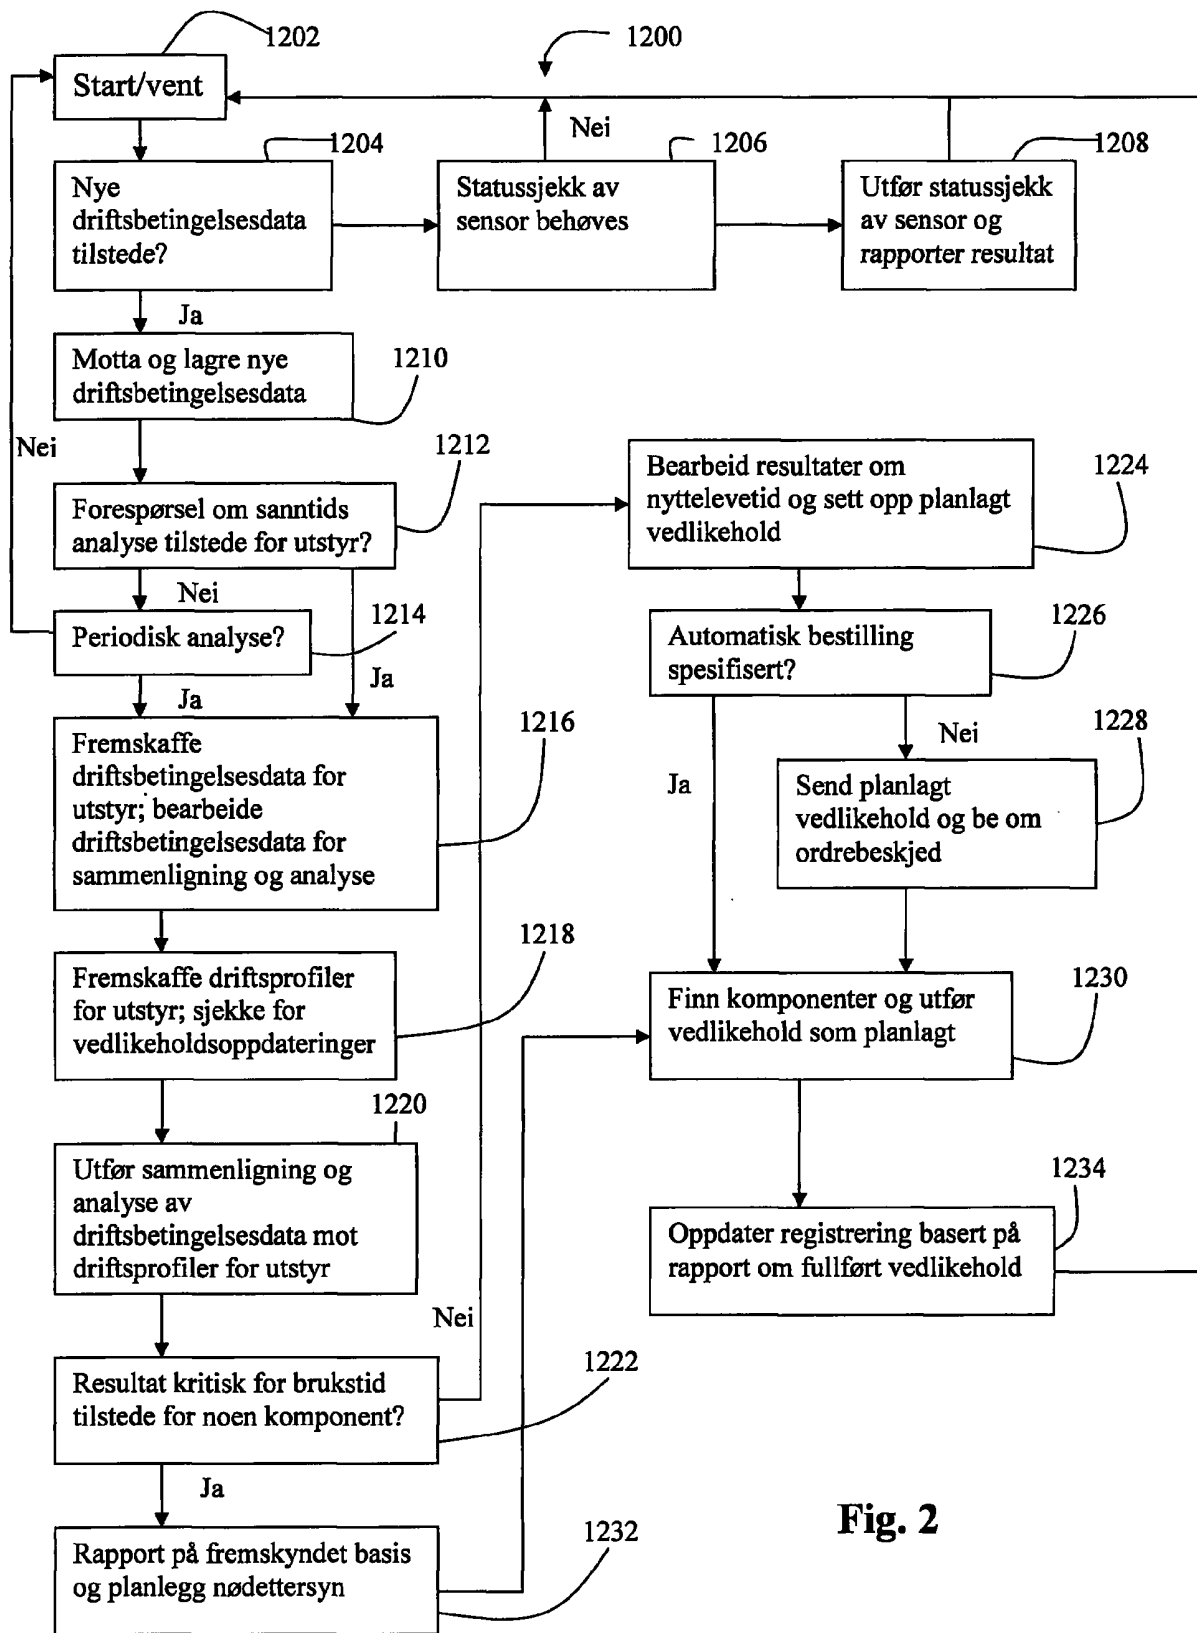 1202
1200
Start/vent
Nei
1204
1206
1208
Nye
driftsbetingelsesdata
tilstede?
Statussjekk av
sensor behøves
Utfør statussjekk
av sensor og
rapporter resultat
Ja
Motta og lagre nye
driftsbetingelsesdata
1210
Nei
1212
Forespørsel om sanntids
analyse tilstede for utstyr?
Nei
1214
Periodisk analyse?
Ja
Ja
1216
Fremskaffe
driftsbetingelsesdata for
utstyr; bearbeide
driftsbetingelsesdata for
sammenligning og analyse
1218
Fremskaffe driftsprofiler
for utstyr; sjekke for
vedlikeholdsoppdateringer
1220
Utfør sammenligning og
analyse av
driftsbetingelsesdata mot
driftsprofiler for utstyr
Nei
1222
Resultat kritisk for brukstid
tilstede for noen komponent?
Ja
1232
Rapport på fremskyndet basis
og planlegg nødettersyn
Bearbeid resultater om
nyttelevetid og sett opp planlagt
vedlikehold
1224
Automatisk bestilling
spesifisert?
1226
Nei
1228
Ja
Send planlagt
vedlikehold og be om
ordrebeskjed
Finn komponenter og utfør
vedlikehold som planlagt
1230
1234
Oppdater registrering basert på
rapport om fullført vedlikehold
Fig. 2